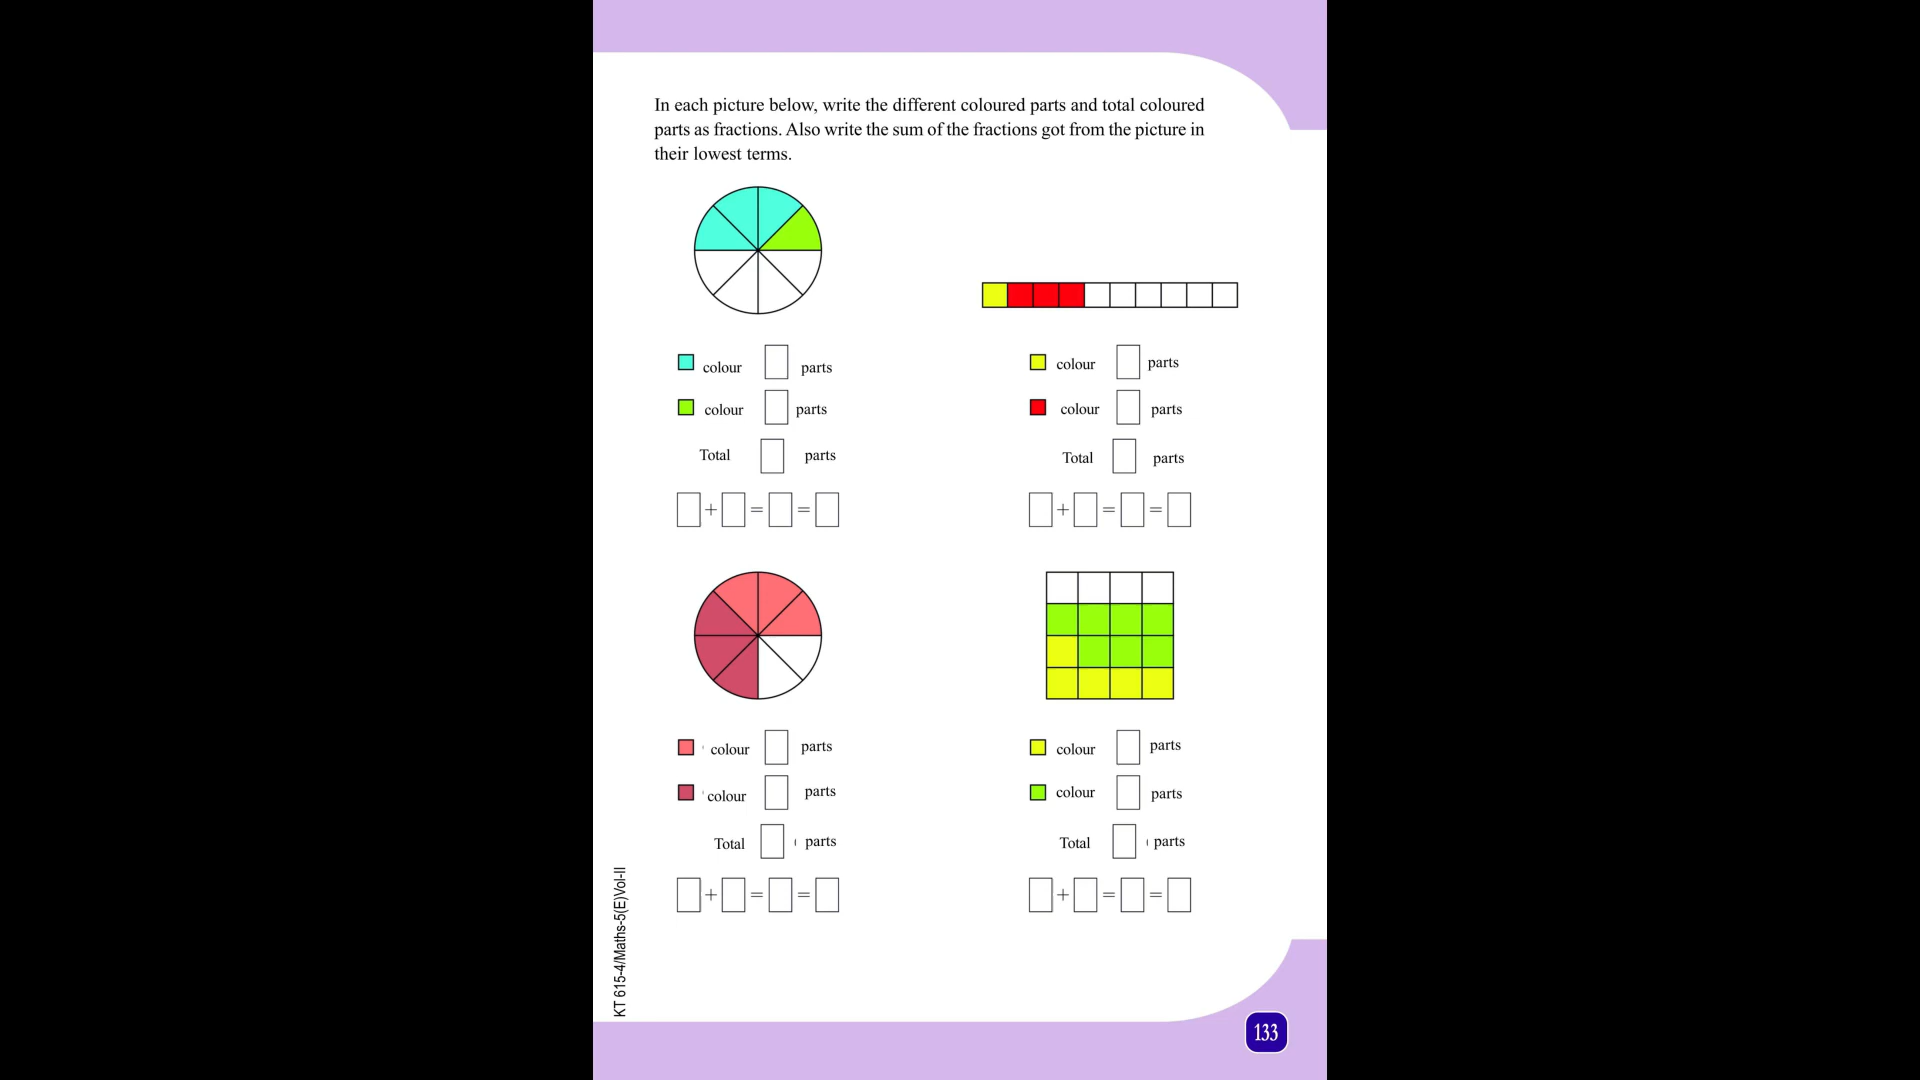 In each picture below, write the different coloured parts and total coloured
parts as fractions. Also write the sum of the fractions got from the picture in
their lowest terms.
colour parts
colour parts
Total parts
+ = =
colour parts
colour parts
Total parts
+ = =
colour parts
colour parts
Total parts
+ = =
colour parts
colour parts
Total parts
+ = =
KT 615-4/Maths-5(E)Vol-II
133